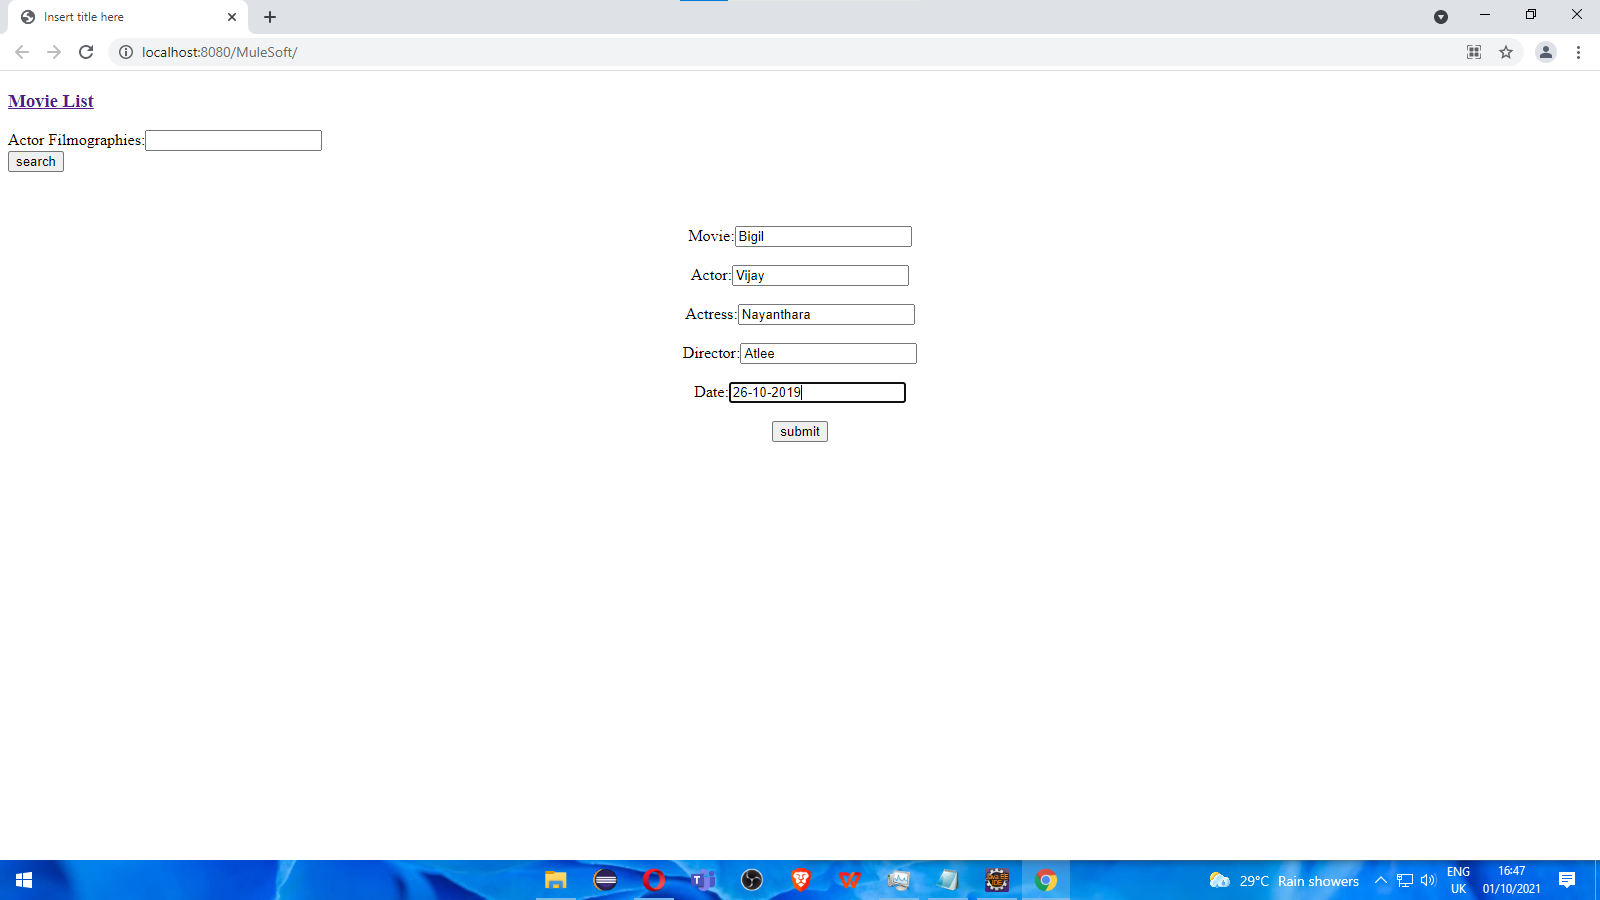 Insert title here
localhost:8080/MuleSoft/
Movie List
Actor Filmographies:
search
Movie: Bigil
Actor: Vijay
Actress: Nayanthara
Director: Atlee
Date: 26-10-2019
submit
29°C Rain showers
ENG
UK
16:47
01/10/2021